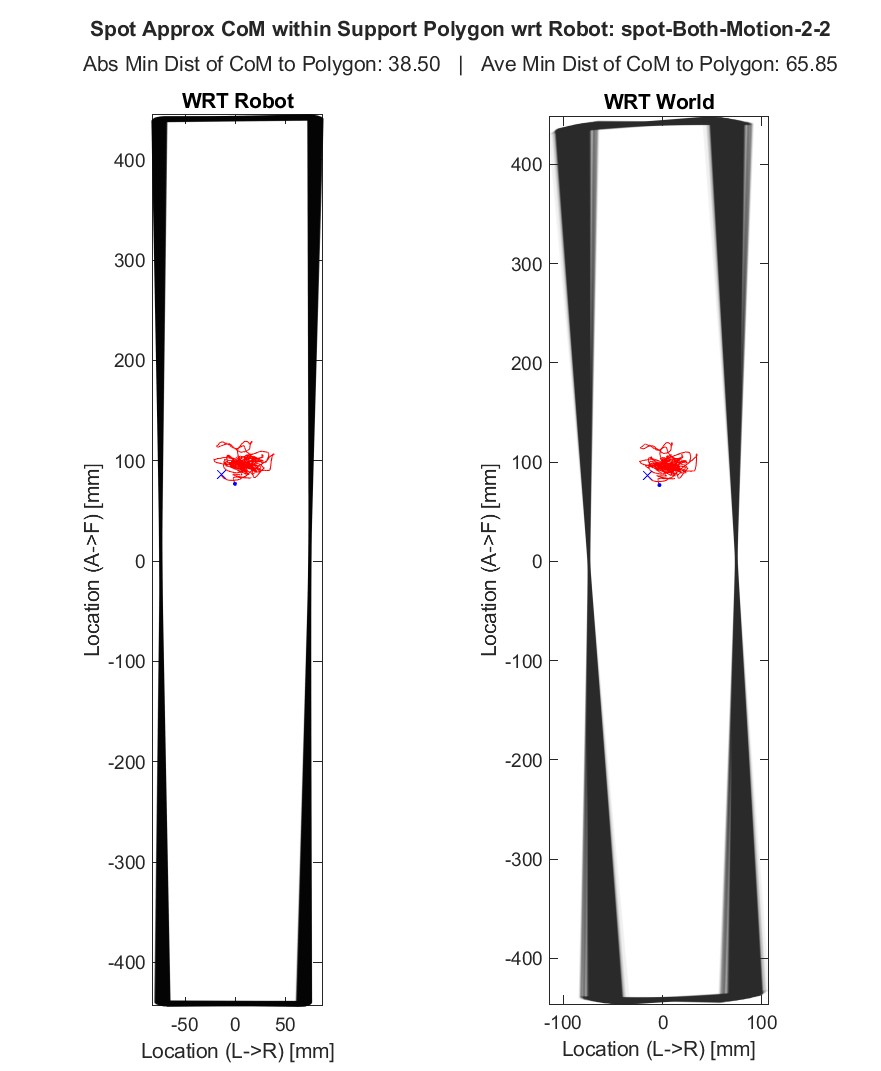 Spot Approx CoM within Support Polygon wrt Robot: spot-Both-Motion-2-2
Abs Min Dist of CoM to Polygon: 38.50   |   Ave Min Dist of CoM to Polygon: 65.85
WRT Robot
400
300
200
100
0
-100
-200
-300
-400
Location (A->F) [mm]
-50 0 50
Location (L->R) [mm]
WRT World
400
300
200
100
0
-100
-200
-300
-400
Location (A->F) [mm]
-100 0 100
Location (L->R) [mm]